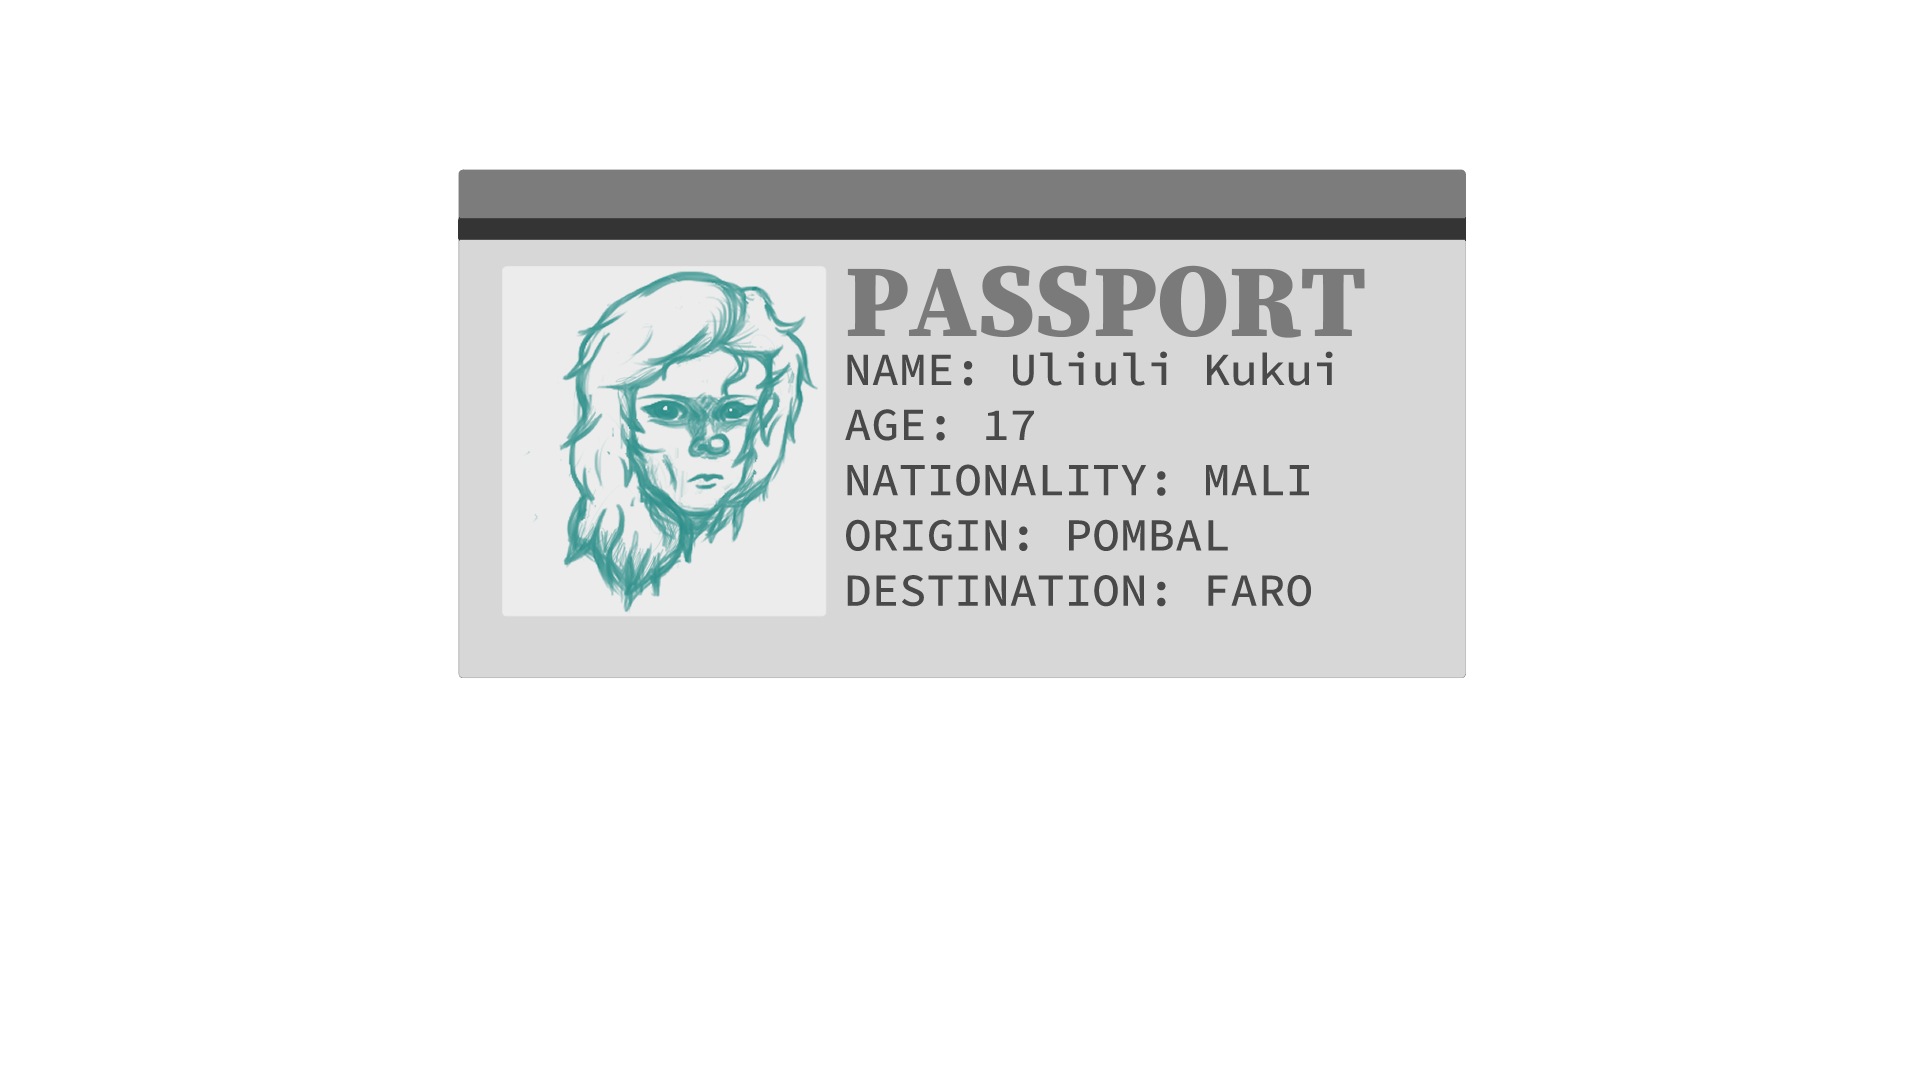 PASSPORT
NAME: Uliuli Kukui
AGE: 17
NATIONALITY: MALI
ORIGIN: POMBAL
DESTINATION: FARO